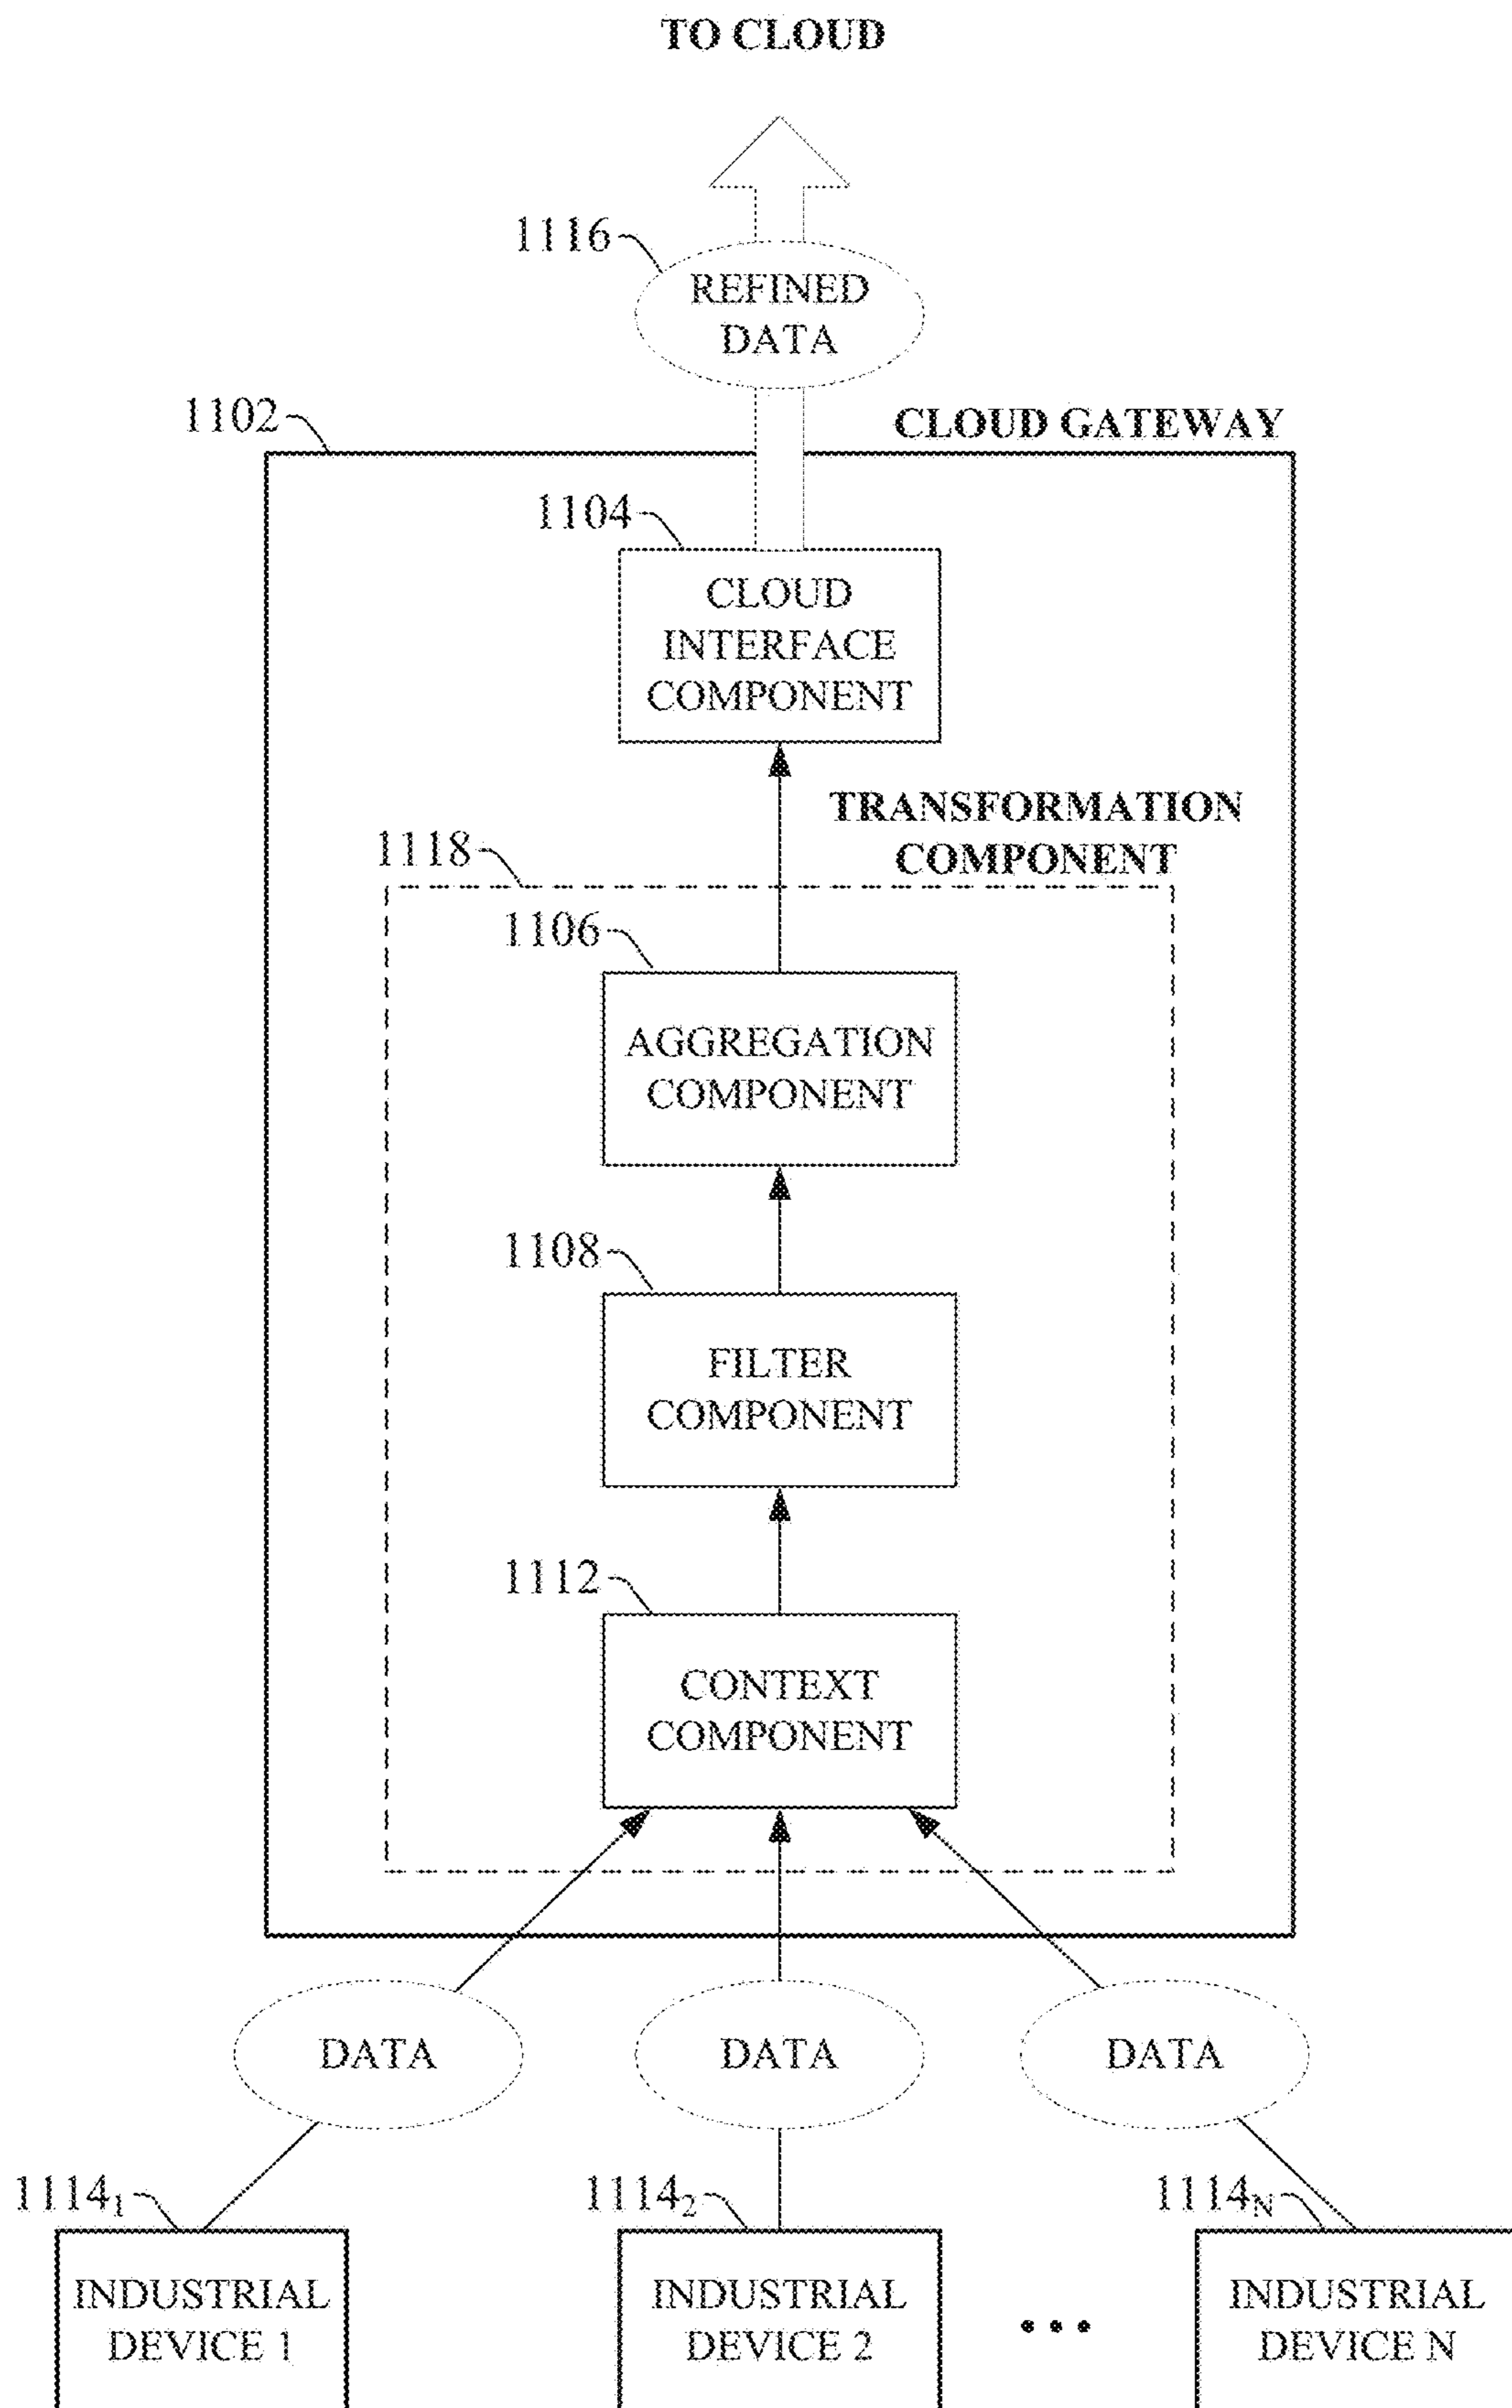 TO CLOUD
1116
REFINED
DATA
1102
CLOUD GATEWAY
1104
CLOUD
INTERFACE
COMPONENT
TRANSFORMATION
COMPONENT
1118
1106
AGGREGATION
COMPONENT
1108
FILTER
COMPONENT
1112
CONTEXT
COMPONENT
DATA
DATA
DATA
1114₁
1114₂
1114N
INDUSTRIAL
DEVICE 1
INDUSTRIAL
DEVICE 2
•••
INDUSTRIAL
DEVICE N